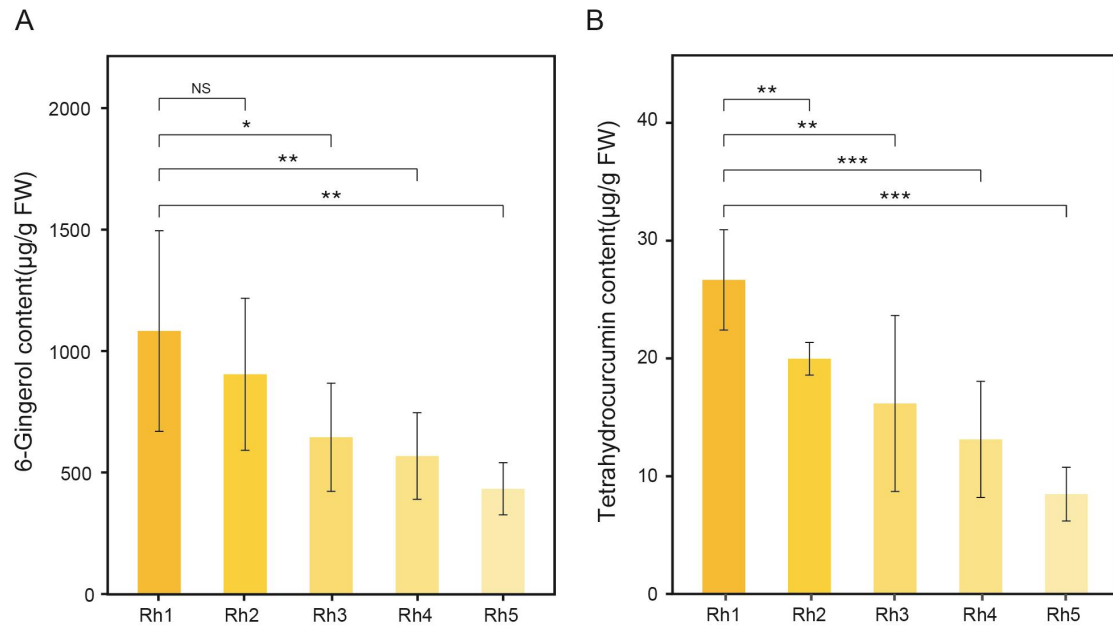 A
6-Gingerol content(µg/g FW)
2000
1500
1000
500
0
NS
*
**
**
Rh1 Rh2 Rh3 Rh4 Rh5
B
Tetrahydrocurcumin content(µg/g FW)
40
30
20
10
0
**
**
***
***
Rh1 Rh2 Rh3 Rh4 Rh5